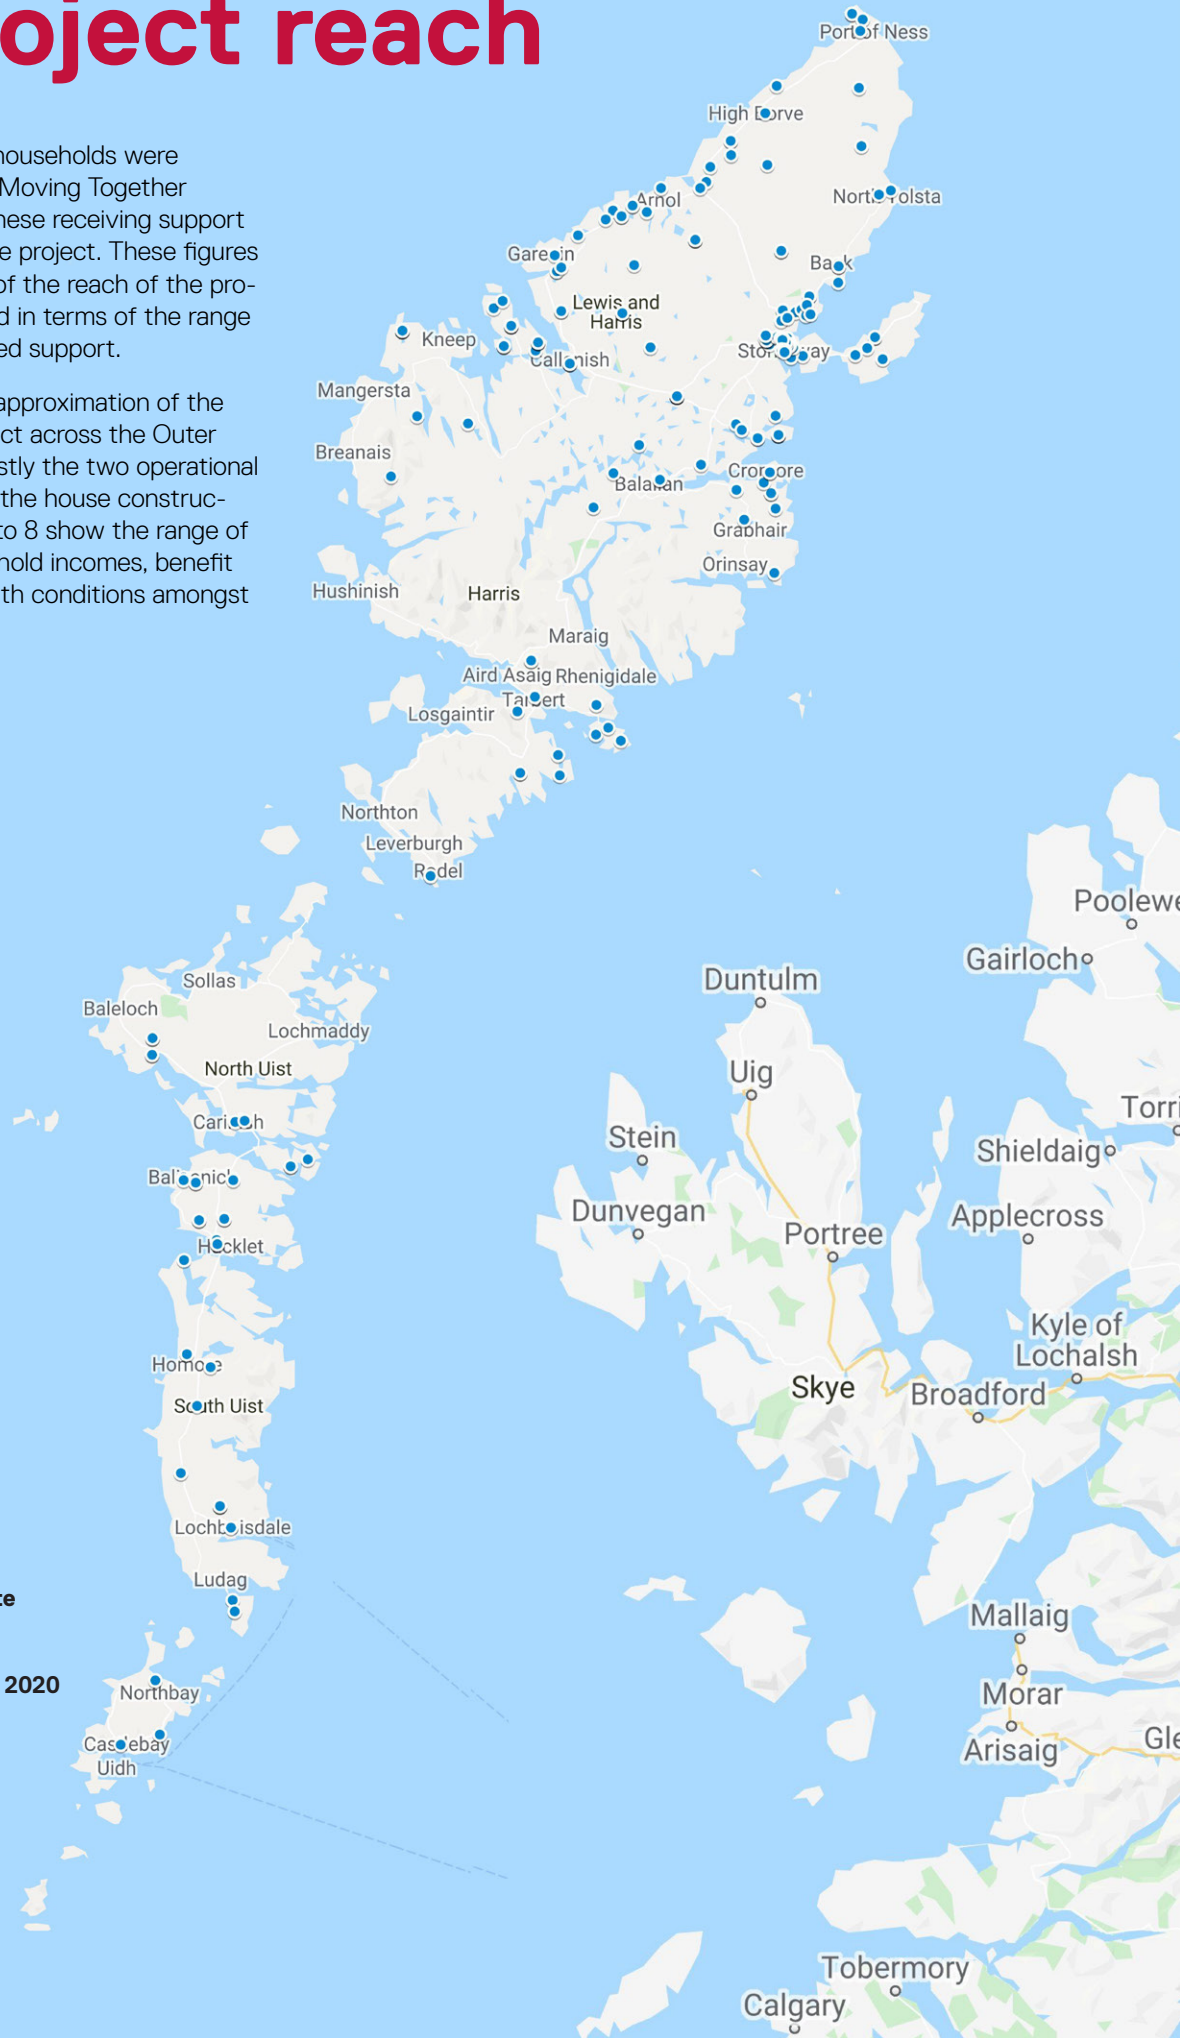 oject reach
households were
Moving Together
hese receiving support
e project. These figures
of the reach of the pro-
d in terms of the range
ed support.
approximation of the
ct across the Outer
stly the two operational
the house construc-
to 8 show the range of
hold incomes, benefit
th conditions amongst
te
2020
Port of Ness
High Borve
Arnol
North Tolsta
Garenin
Back
Lewis and
Harris
Kneep
Callanish
Stornoway
Mangersta
Breanais
Balallan
Cromore
Grabhair
Orinsay
Hushinish
Harris
Maraig
Aird Asaig
Rhenigidale
Tarbert
Losgaintir
Northton
Leverburgh
Rodel
Sollas
Baleloch
Lochmaddy
North Uist
Carinish
Balivanich
Hacklet
Homore
South Uist
Lochboisdale
Ludag
Northbay
Castlebay
Uidh
Poolewe
Gairloch
Duntulm
Uig
Torri
Stein
Shieldaig
Dunvegan
Applecross
Portree
Kyle of
Lochalsh
Skye
Broadford
Mallaig
Morar
Arisaig
Gle
Tobermory
Calgary